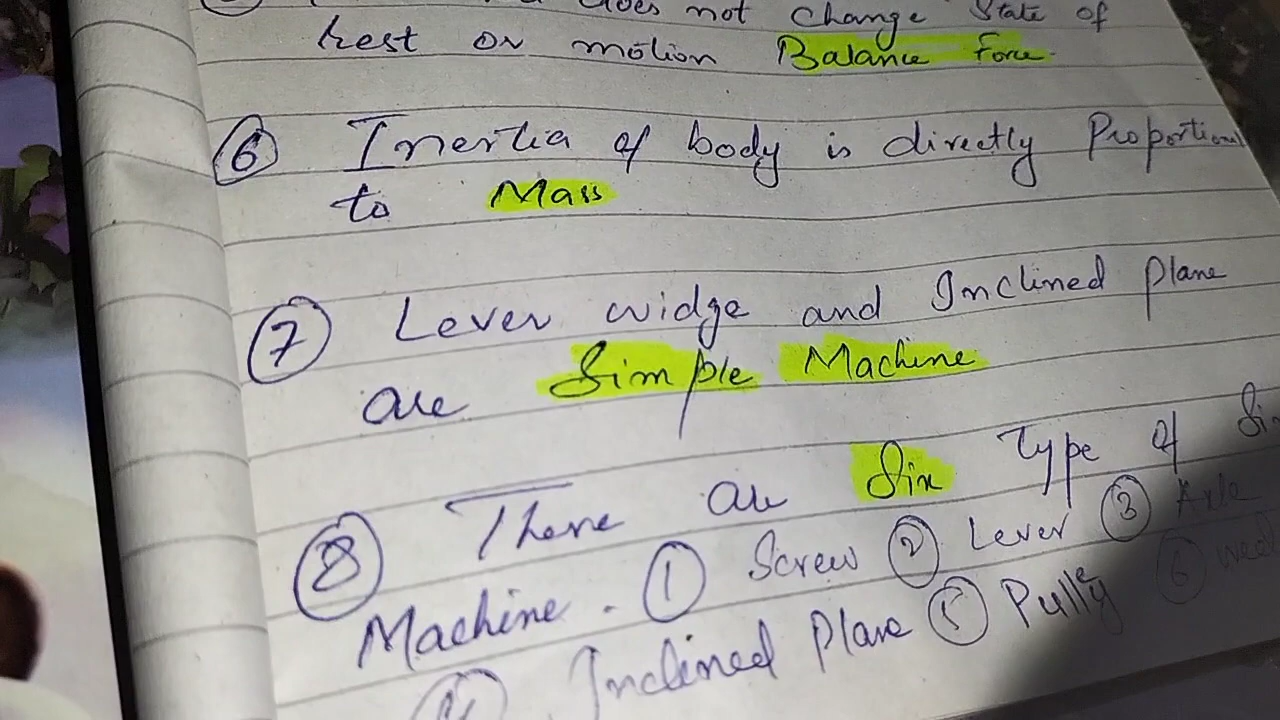 does not change State of
rest or motion Balance Force.
6 Inertia of body is directly Proportional
to Mass
7 Lever widge and Inclined Plane
are Simple Machine
8 There are Six Type of
Machine. 1 Screw 2 Lever 3 Axle
4 Inclined Plane 5 Pully 6